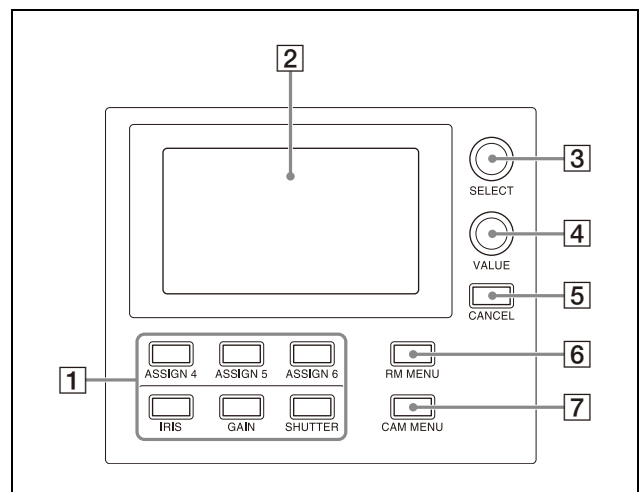 2
3
SELECT
4
VALUE
5
CANCEL
1
ASSIGN 4 ASSIGN 5 ASSIGN 6
6
RM MENU
IRIS GAIN SHUTTER
7
CAM MENU